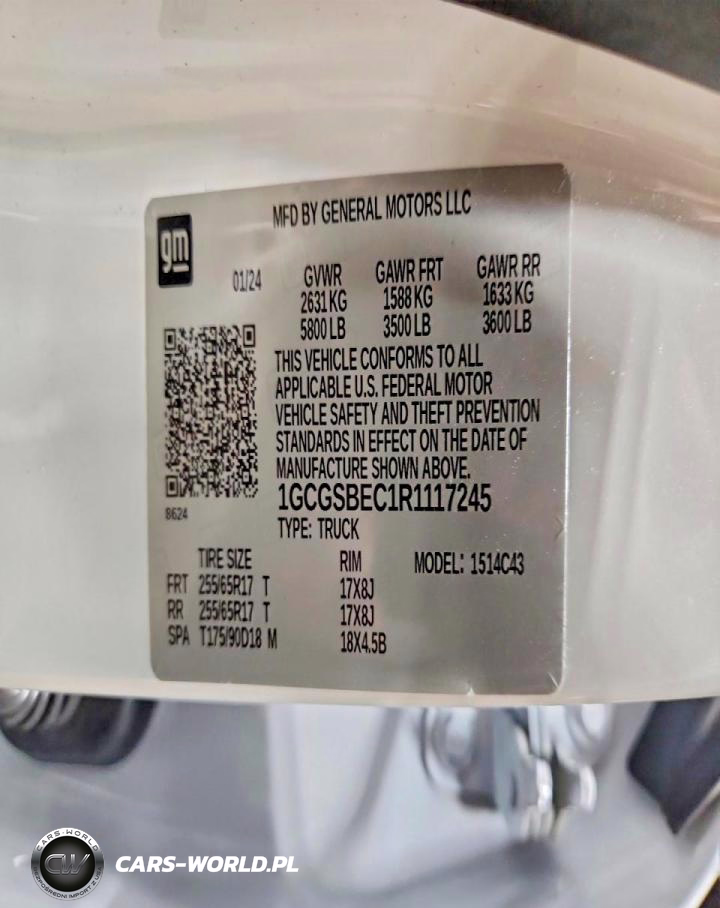 gm
MFD BY GENERAL MOTORS LLC
01/24 GVWR GAWR FRT GAWR RR
2631 KG 1588 KG 1633 KG
5800 LB 3500 LB 3600 LB
THIS VEHICLE CONFORMS TO ALL
APPLICABLE U.S. FEDERAL MOTOR
VEHICLE SAFETY AND THEFT PREVENTION
STANDARDS IN EFFECT ON THE DATE OF
MANUFACTURE SHOWN ABOVE.
1GCGSBEC1R1117245
8624
TYPE: TRUCK
TIRE SIZE RIM MODEL: 1514C43
FRT 255/65R17 T 17X8J
RR 255/65R17 T 17X8J
SPA T175/90D18 M 18X4.5B
CARS-WORLD
CW
CARS-WORLD.PL